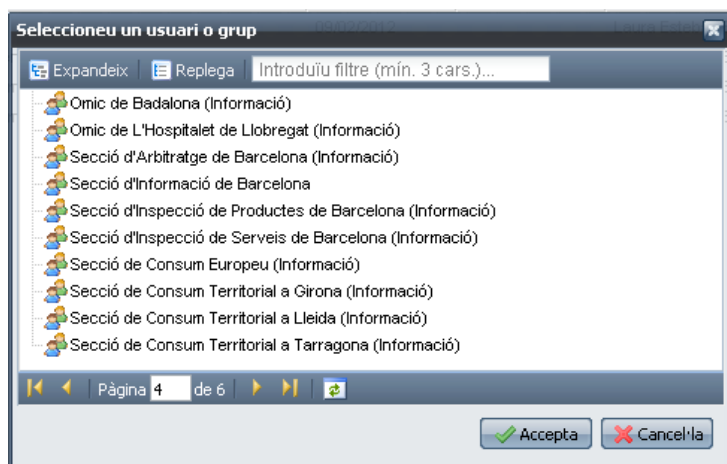 Seleccioneu un usuari o grup
Expandeix Replega Introduïu filtre (mín. 3 cars.)...
Omic de Badalona (Informació)
Omic de L'Hospitalet de Llobregat (Informació)
Secció d'Arbitratge de Barcelona (Informació)
Secció d'Informació de Barcelona
Secció d'Inspecció de Productes de Barcelona (Informació)
Secció d'Inspecció de Serveis de Barcelona (Informació)
Secció de Consum Europeu (Informació)
Secció de Consum Territorial a Girona (Informació)
Secció de Consum Territorial a Lleida (Informació)
Secció de Consum Territorial a Tarragona (Informació)
Pàgina 4 de 6
Accepta Cancel·la